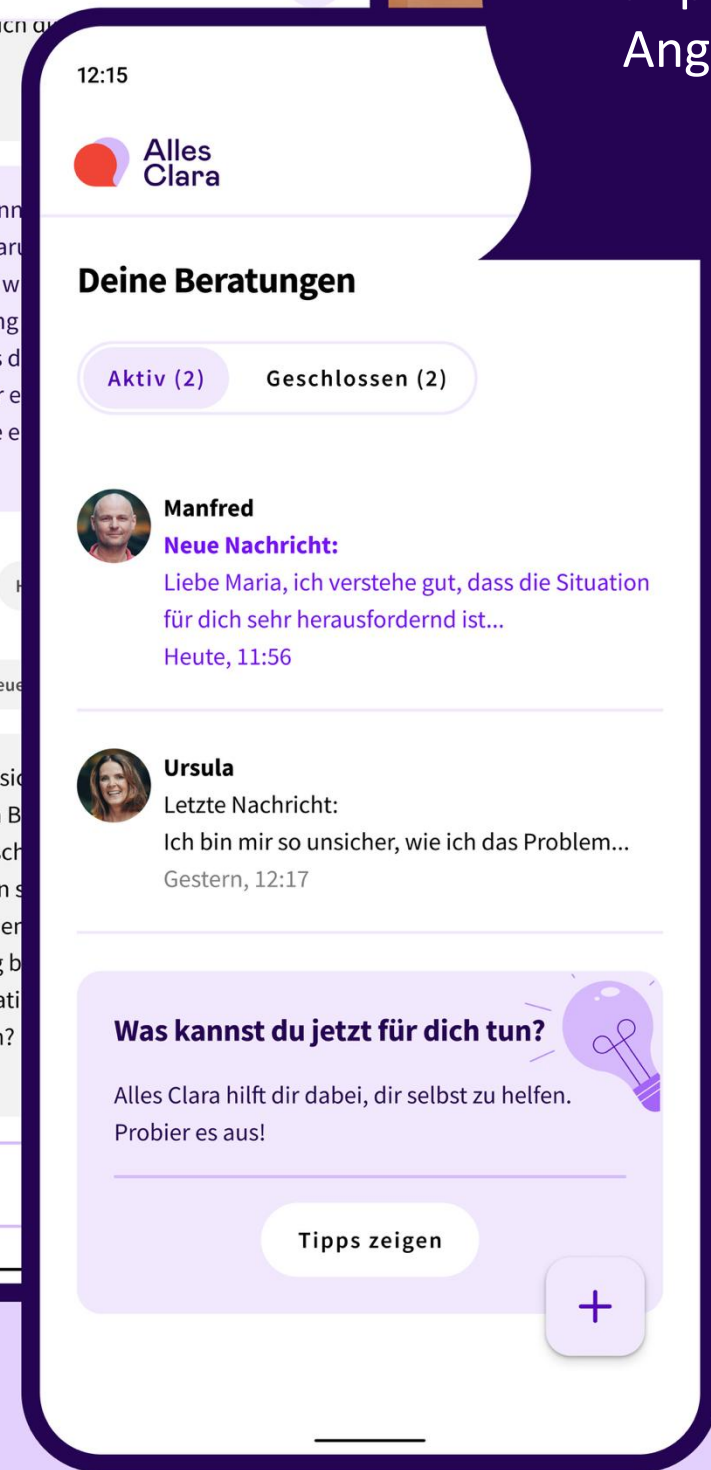 Ang
12:15
Alles
Clara
Deine Beratungen
Aktiv (2)
Geschlossen (2)
Manfred
Neue Nachricht:
Liebe Maria, ich verstehe gut, dass die Situation
für dich sehr herausfordernd ist...
Heute, 11:56
Ursula
Letzte Nachricht:
Ich bin mir so unsicher, wie ich das Problem...
Gestern, 12:17
Was kannst du jetzt für dich tun?
Alles Clara hilft dir dabei, dir selbst zu helfen.
Probier es aus!
Tipps zeigen
+